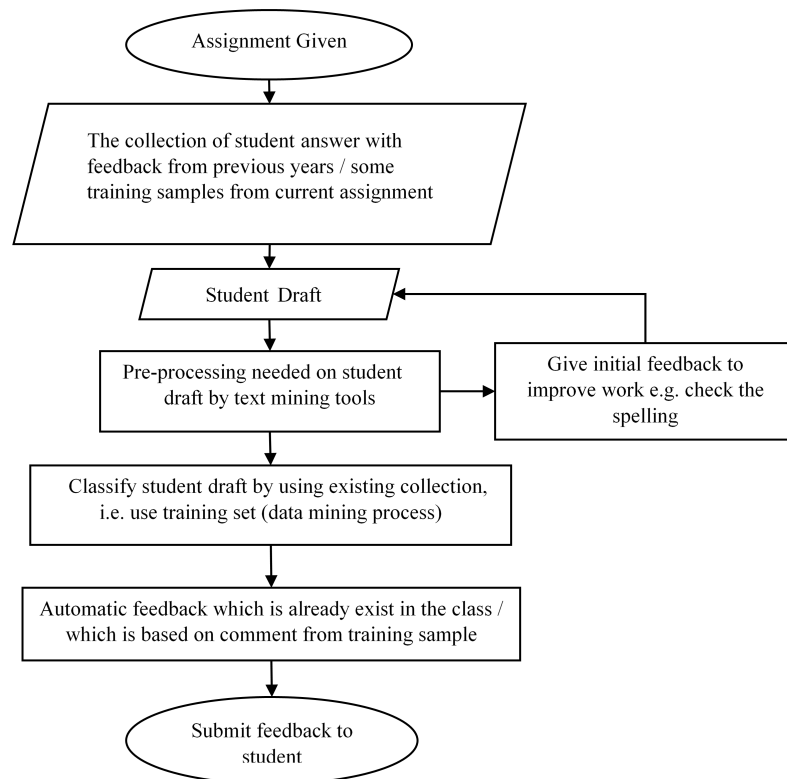 Assignment Given
The collection of student answer with
feedback from previous years / some
training samples from current assignment
Student Draft
Pre-processing needed on student
draft by text mining tools
Give initial feedback to
improve work e.g. check the
spelling
Classify student draft by using existing collection,
i.e. use training set (data mining process)
Automatic feedback which is already exist in the class /
which is based on comment from training sample
Submit feedback to
student